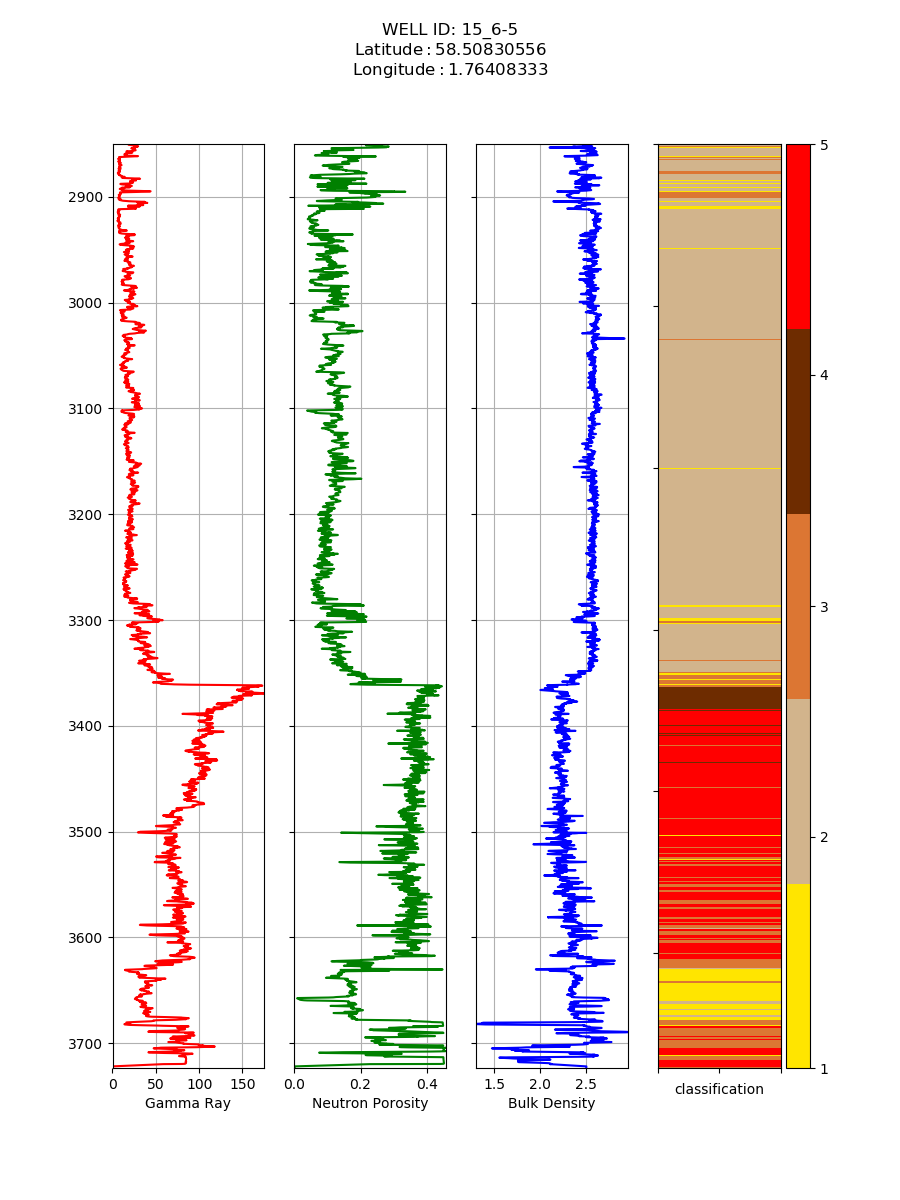 WELL ID: 15_6-5
Latitude : 58.50830556
Longitude : 1.76408333
2900
3000
3100
3200
3300
3400
3500
3600
3700
0 50 100 150
Gamma Ray
0.0 0.2 0.4
Neutron Porosity
1.5 2.0 2.5
Bulk Density
classification
5
4
3
2
1